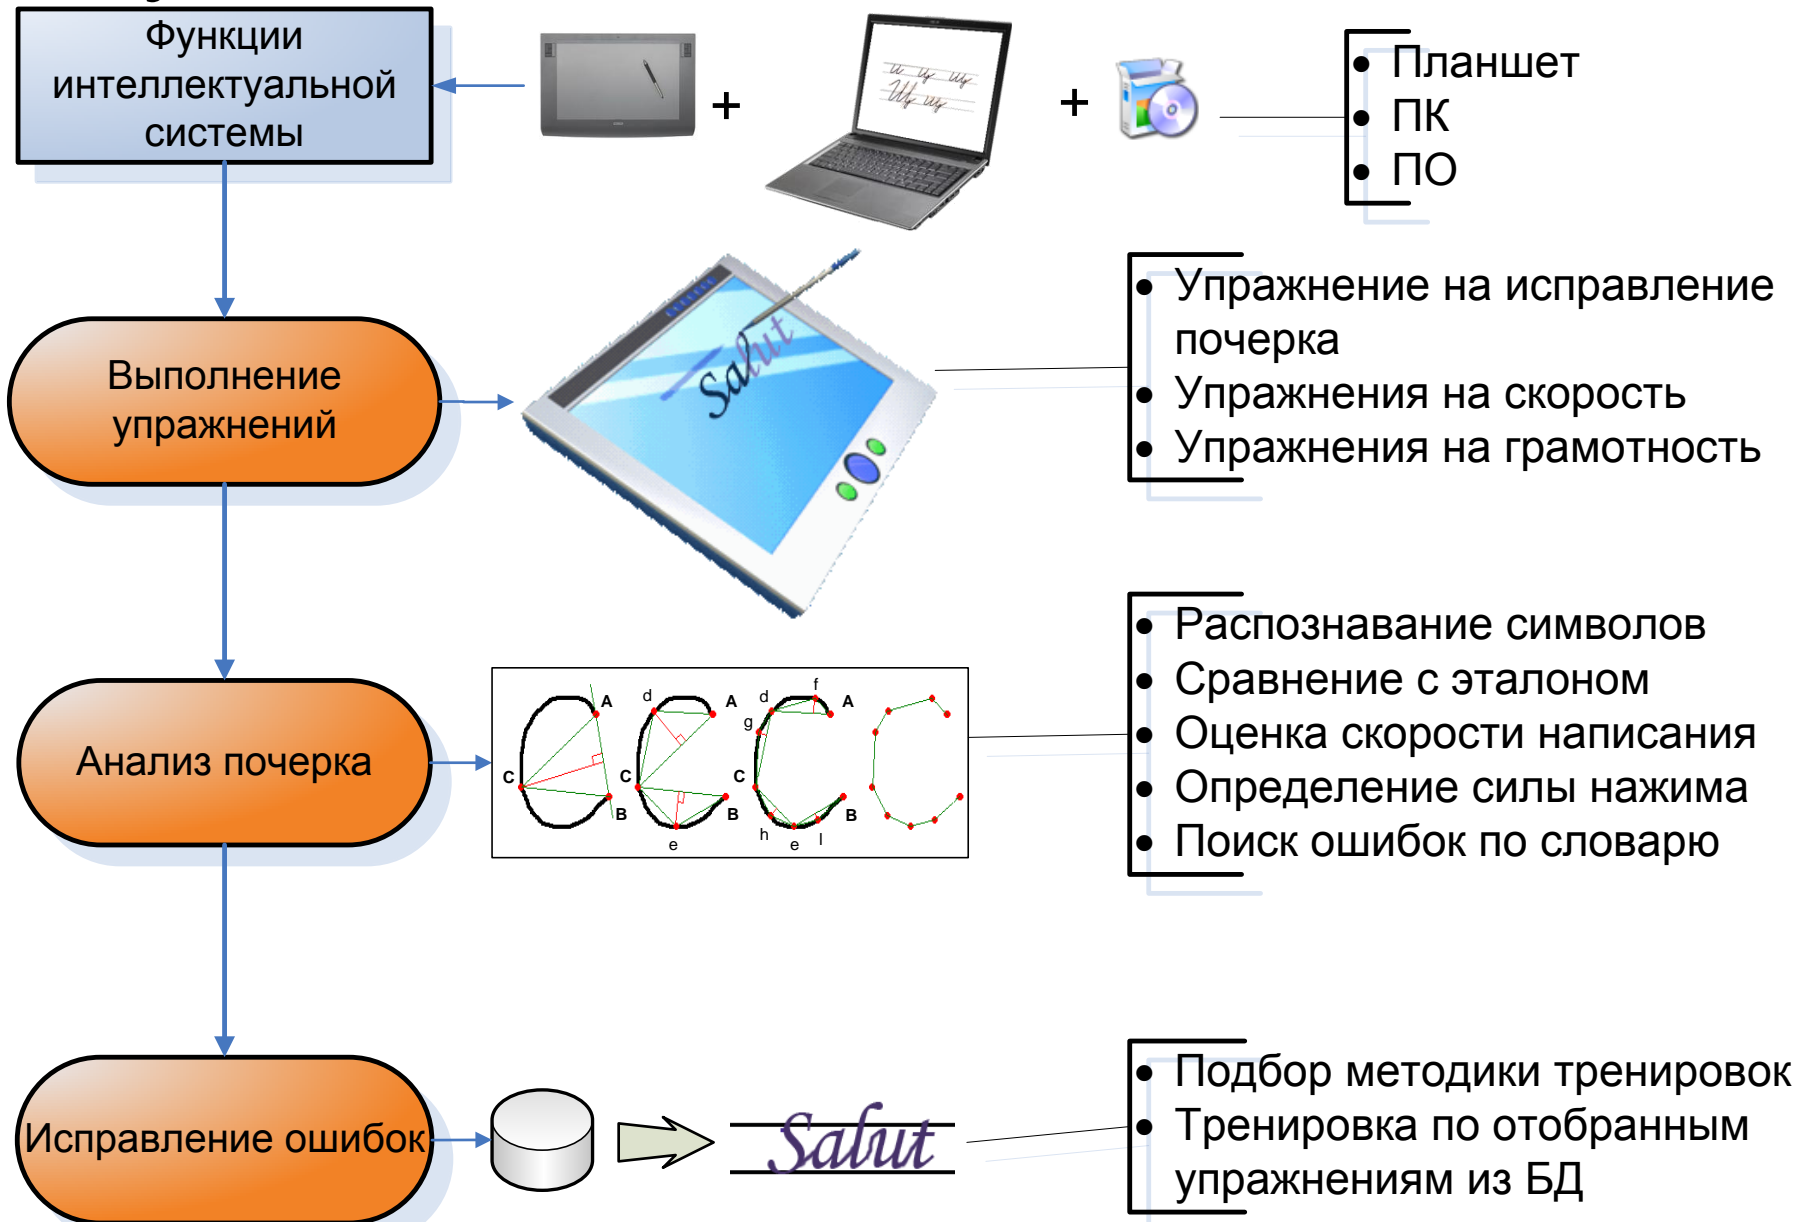 Функции
интеллектуальной
системы
+
+
• Планшет
• ПК
• ПО
Выполнение
упражнений
Salut
• Упражнение на исправление
почерка
• Упражнения на скорость
• Упражнения на грамотность
Анализ почерка
A
C
B
d
A
C
B
e
d
f
A
g
C
B
h
e
l
• Распознавание символов
• Сравнение с эталоном
• Оценка скорости написания
• Определение силы нажима
• Поиск ошибок по словарю
Исправление ошибок
Salut
• Подбор методики тренировок
• Тренировка по отобранным
упражнениям из БД